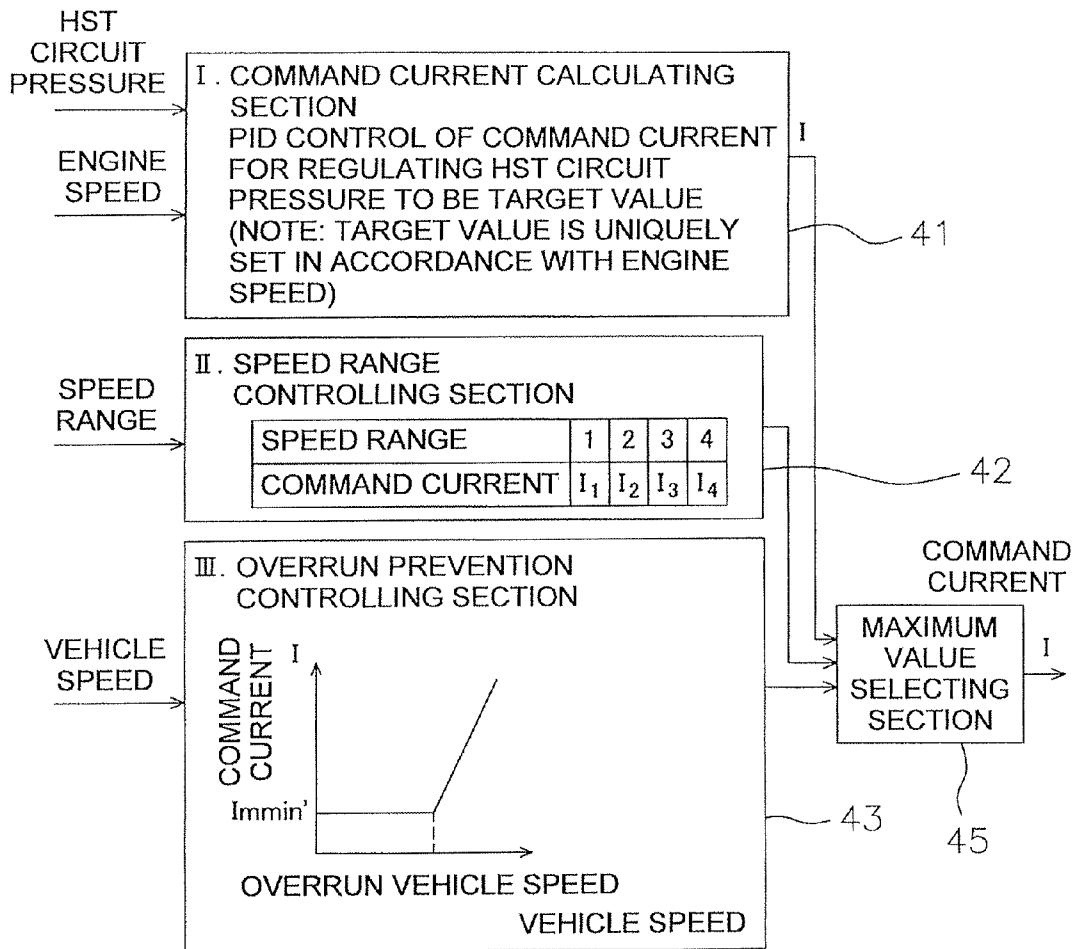 HST
CIRCUIT
PRESSURE
ENGINE
SPEED
Ⅰ. COMMAND CURRENT CALCULATING
SECTION
PID CONTROL OF COMMAND CURRENT
FOR REGULATING HST CIRCUIT
PRESSURE TO BE TARGET VALUE
(NOTE: TARGET VALUE IS UNIQUELY
SET IN ACCORDANCE WITH ENGINE
SPEED)
I
41
SPEED
RANGE
Ⅱ. SPEED RANGE
CONTROLLING SECTION
SPEED RANGE 1 2 3 4
COMMAND CURRENT I₁ I₂ I₃ I₄
42
VEHICLE
SPEED
Ⅲ. OVERRUN PREVENTION
CONTROLLING SECTION
COMMAND
CURRENT
I
Immin'
OVERRUN VEHICLE SPEED
VEHICLE SPEED
43
MAXIMUM
VALUE
SELECTING
SECTION
45
COMMAND
CURRENT
I